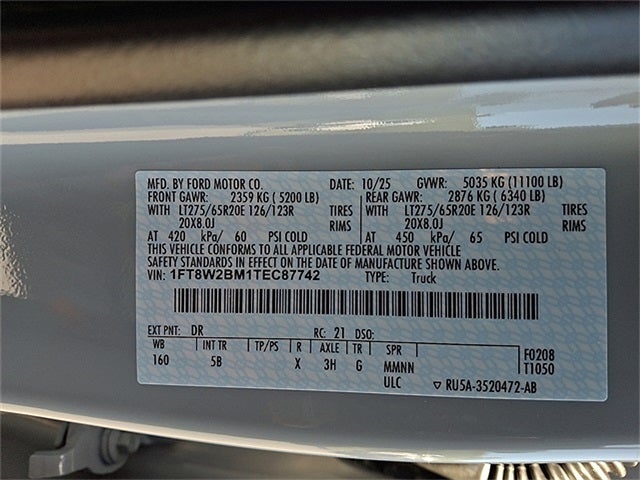 MFD. BY FORD MOTOR CO. DATE: 10/25 GVWR: 5035 KG (11100 LB)
FRONT GAWR: 2359 KG ( 5200 LB) REAR GAWR: 2876 KG ( 6340 LB)
WITH LT275/65R20E 126/123R TIRES WITH LT275/65R20E 126/123R TIRES
20X8.0J RIMS 20X8.0J RIMS
AT 420 kPa/ 60 PSI COLD AT 450 kPa/ 65 PSI COLD
THIS VEHICLE CONFORMS TO ALL APPLICABLE FEDERAL MOTOR VEHICLE
SAFETY STANDARDS IN EFFECT ON THE DATE OF MANUFACTURE SHOWN ABOVE.
VIN: 1FT8W2BM1TEC87742 TYPE: Truck
EXT PNT: DR RC: 21 DSO:
WB INT TR TP/PS R AXLE TR SPR F0208
160 5B X 3H G MMNN T1050
ULC ▽ RU5A-3520472-AB